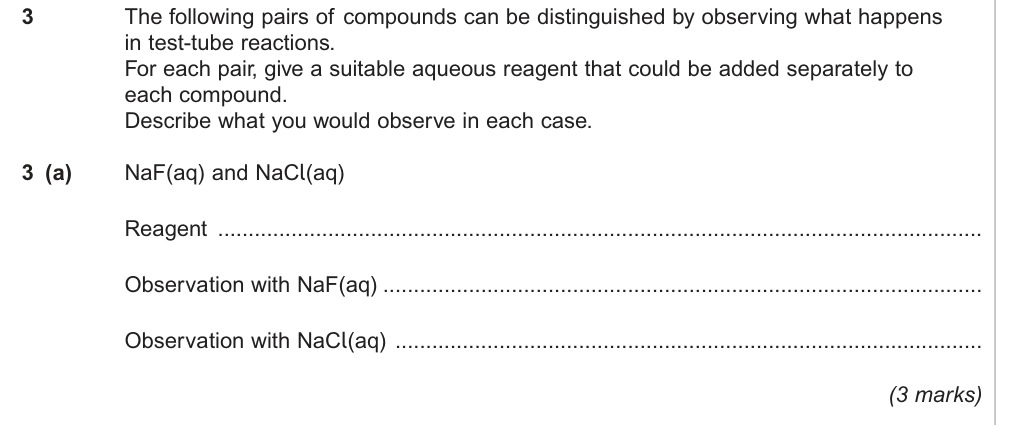 3 The following pairs of compounds can be distinguished by observing what happens
in test-tube reactions.
For each pair, give a suitable aqueous reagent that could be added separately to
each compound.
Describe what you would observe in each case.
3 (a) NaF(aq) and NaCl(aq)
Reagent ................................................................................................................................
Observation with NaF(aq) ....................................................................................................
Observation with NaCl(aq) ..................................................................................................
(3 marks)